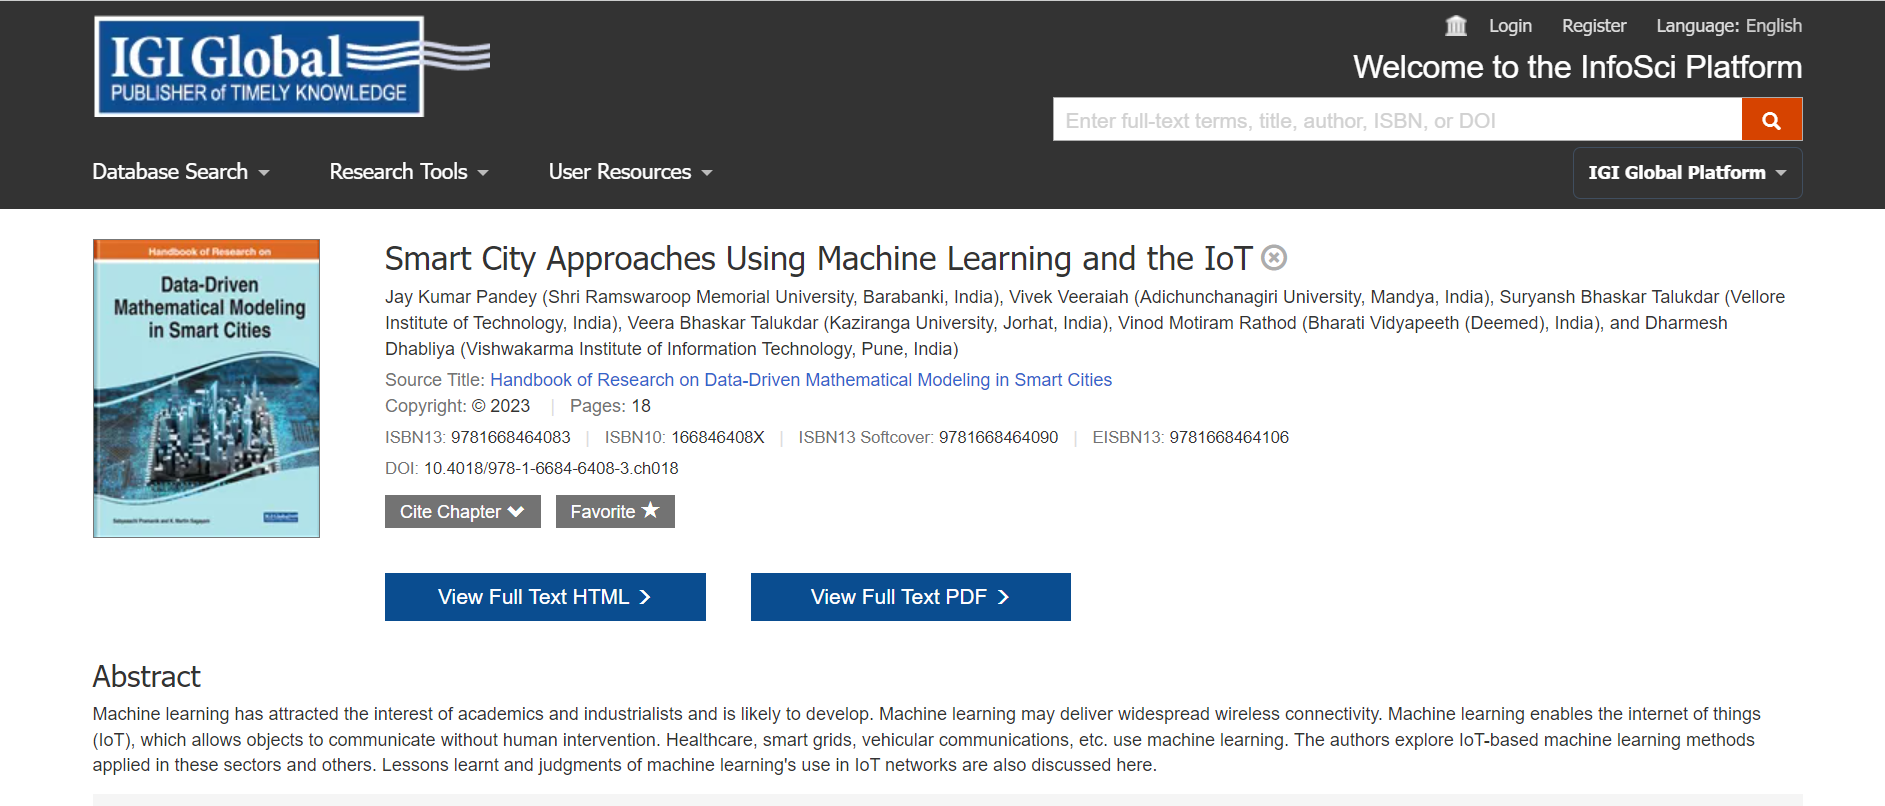 IGI Global
PUBLISHER of TIMELY KNOWLEDGE
Login Register Language: English
Welcome to the InfoSci Platform
Enter full-text terms, title, author, ISBN, or DOI
Database Search Research Tools User Resources
IGI Global Platform
Handbook of Research on
Data-Driven
Mathematical Modeling
in Smart Cities
Smart City Approaches Using Machine Learning and the IoT
Jay Kumar Pandey (Shri Ramswaroop Memorial University, Barabanki, India), Vivek Veeraiah (Adichunchanagiri University, Mandya, India), Suryansh Bhaskar Talukdar (Vellore
Institute of Technology, India), Veera Bhaskar Talukdar (Kaziranga University, Jorhat, India), Vinod Motiram Rathod (Bharati Vidyapeeth (Deemed), India), and Dharmesh
Dhabliya (Vishwakarma Institute of Information Technology, Pune, India)
Source Title: Handbook of Research on Data-Driven Mathematical Modeling in Smart Cities
Copyright: © 2023 | Pages: 18
ISBN13: 9781668464083 | ISBN10: 166846408X | ISBN13 Softcover: 9781668464090 | EISBN13: 9781668464106
DOI: 10.4018/978-1-6684-6408-3.ch018
Cite Chapter Favorite
View Full Text HTML View Full Text PDF
Abstract
Machine learning has attracted the interest of academics and industrialists and is likely to develop. Machine learning may deliver widespread wireless connectivity. Machine learning enables the internet of things
(IoT), which allows objects to communicate without human intervention. Healthcare, smart grids, vehicular communications, etc. use machine learning. The authors explore IoT-based machine learning methods
applied in these sectors and others. Lessons learnt and judgments of machine learning's use in IoT networks are also discussed here.